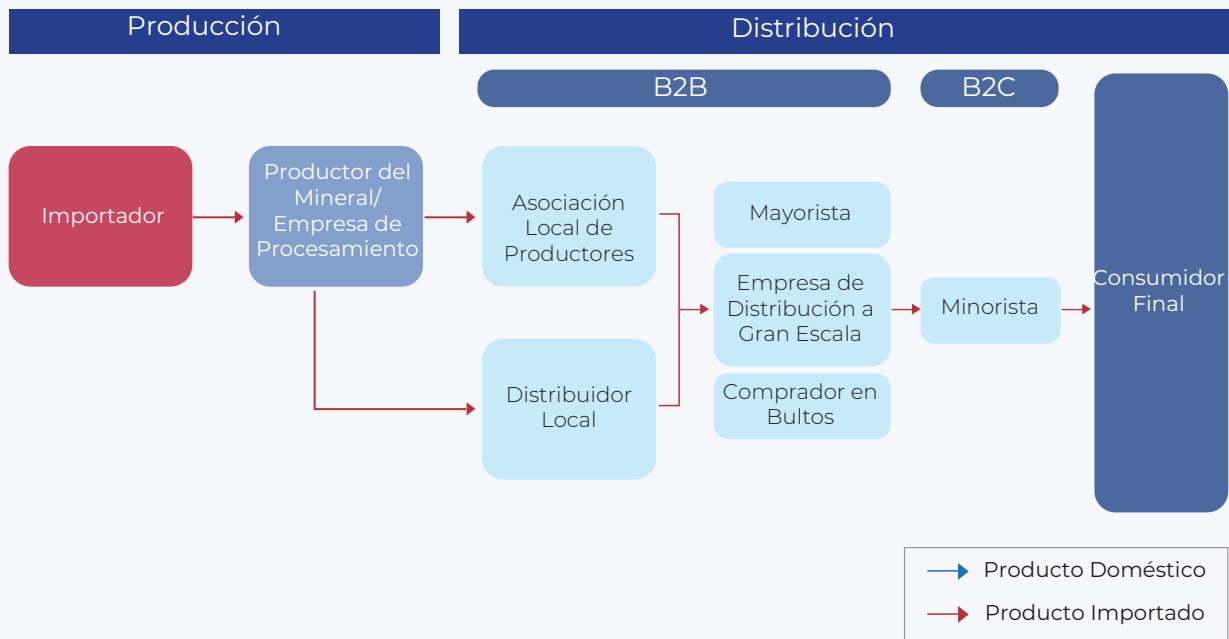 Producción
Distribución
B2B
B2C
Importador
Productor del
Mineral/
Empresa de
Procesamiento
Asociación
Local de
Productores
Distribuidor
Local
Mayorista
Empresa de
Distribución a
Gran Escala
Comprador en
Bultos
Minorista
Consumidor
Final
Producto Doméstico
Producto Importado